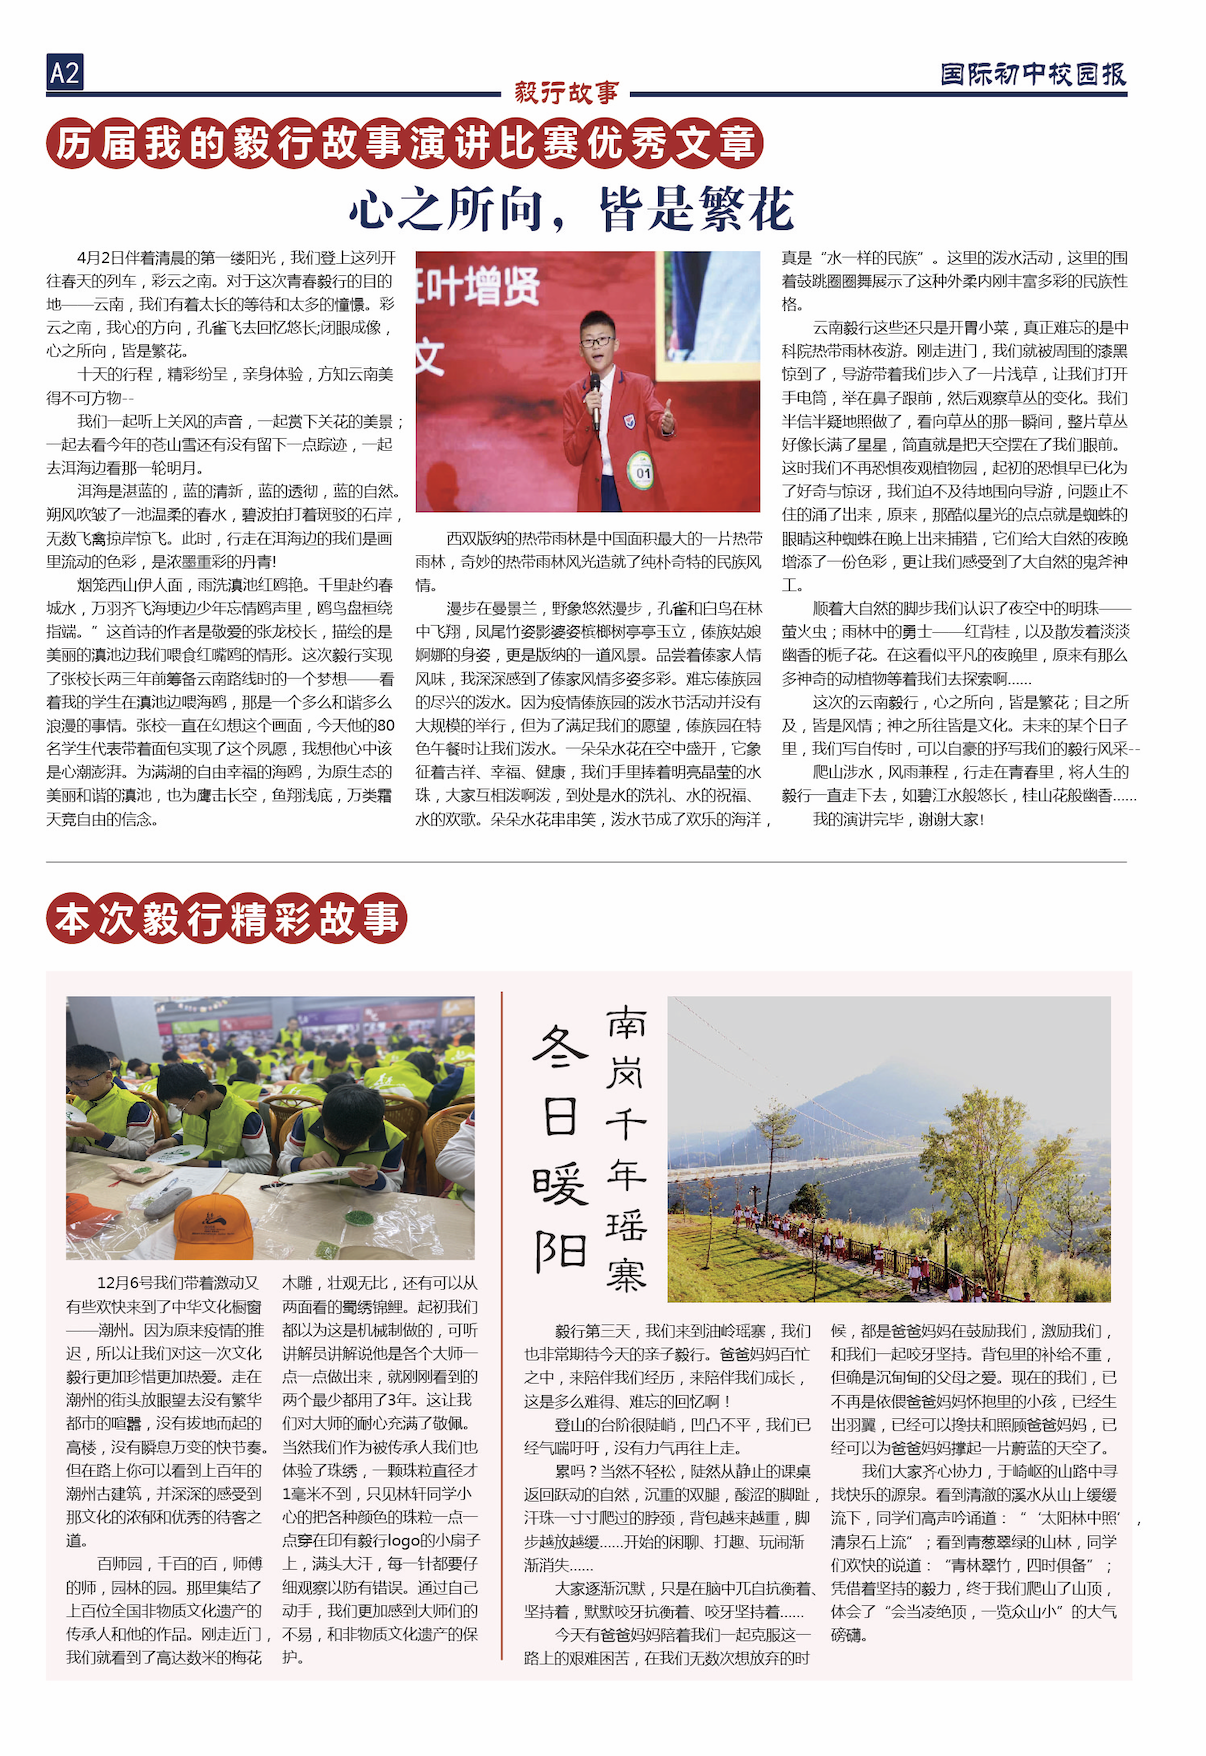 A2
毅行故事
国际初中校园报
历届我的毅行故事演讲比赛优秀文章
心之所向，皆是繁花
4月2日伴着清晨的第一缕阳光，我们登上这列开
往春天的列车，彩云之南。对于这次青春毅行的目的
地——云南，我们有着太长的等待和太多的憧憬。彩
云之南，我心的方向，孔雀飞去回忆悠长;闭眼成像，
心之所向，皆是繁花。
十天的行程，精彩纷呈，亲身体验，方知云南美
得不可方物--
我们一起听上关风的声音，一起赏下关花的美景；
一起去看今年的苍山雪还有没有留下一点踪迹，一起
去洱海边看那一轮明月。
洱海是湛蓝的，蓝的清新，蓝的透彻，蓝的自然。
朔风吹皱了一池温柔的春水，碧波拍打着斑驳的石岸，
无数飞禽掠岸惊飞。此时，行走在洱海边的我们是画
里流动的色彩，是浓墨重彩的丹青!
烟笼西山伊人面，雨洗滇池红鸥艳。千里赴约春
城水，万羽齐飞海埂边少年忘情鸥声里，鸥鸟盘桓绕
指端。”这首诗的作者是敬爱的张龙校长，描绘的是
美丽的滇池边我们喂食红嘴鸥的情形。这次毅行实现
了张校长两三年前筹备云南路线时的一个梦想——看
着我的学生在滇池边喂海鸥，那是一个多么和谐多么
浪漫的事情。张校一直在幻想这个画面，今天他的80
名学生代表带着面包实现了这个夙愿，我想他心中该
是心潮澎湃。为满湖的自由幸福的海鸥，为原生态的
美丽和谐的滇池，也为鹰击长空，鱼翔浅底，万类霜
天竞自由的信念。
叶增贤
文
01
西双版纳的热带雨林是中国面积最大的一片热带
雨林，奇妙的热带雨林风光造就了纯朴奇特的民族风
情。
漫步在曼景兰，野象悠然漫步，孔雀和白鸟在林
中飞翔，凤尾竹姿影婆娑槟榔树亭亭玉立，傣族姑娘
婀娜的身姿，更是版纳的一道风景。品尝着傣家人情
风味，我深深感到了傣家风情多姿多彩。难忘傣族园
的尽兴的泼水。因为疫情傣族园的泼水节活动并没有
大规模的举行，但为了满足我们的愿望，傣族园在特
色午餐时让我们泼水。一朵朵水花在空中盛开，它象
征着吉祥、幸福、健康，我们手里捧着明亮晶莹的水
珠，大家互相泼啊泼，到处是水的洗礼、水的祝福、
水的欢歌。朵朵水花串串笑，泼水节成了欢乐的海洋，
真是“水一样的民族”。这里的泼水活动，这里的围
着鼓跳圈圈舞展示了这种外柔内刚丰富多彩的民族性
格。
云南毅行这些还只是开胃小菜，真正难忘的是中
科院热带雨林夜游。刚走进门，我们就被周围的漆黑
惊到了，导游带着我们步入了一片浅草，让我们打开
手电筒，举在鼻子跟前，然后观察草丛的变化。我们
半信半疑地照做了，看向草丛的那一瞬间，整片草丛
好像长满了星星，简直就是把天空摆在了我们眼前。
这时我们不再恐惧夜观植物园，起初的恐惧早已化为
了好奇与惊讶，我们迫不及待地围向导游，问题止不
住的涌了出来，原来，那酷似星光的点点就是蜘蛛的
眼睛这种蜘蛛在晚上出来捕猎，它们给大自然的夜晚
增添了一份色彩，更让我们感受到了大自然的鬼斧神
工。
顺着大自然的脚步我们认识了夜空中的明珠——
萤火虫；雨林中的勇士——红背桂，以及散发着淡淡
幽香的栀子花。在这看似平凡的夜晚里，原来有那么
多神奇的动植物等着我们去探索啊......
这次的云南毅行，心之所向，皆是繁花；目之所
及，皆是风情；神之所往皆是文化。未来的某个日子
里，我们写自传时，可以自豪的抒写我们的毅行风采--
爬山涉水，风雨兼程，行走在青春里，将人生的
毅行一直走下去，如碧江水般悠长，桂山花般幽香......
我的演讲完毕，谢谢大家!
本次毅行精彩故事
12月6号我们带着激动又
有些欢快来到了中华文化橱窗
——潮州。因为原来疫情的推
迟，所以让我们对这一次文化
毅行更加珍惜更加热爱。走在
潮州的街头放眼望去没有繁华
都市的喧嚣，没有拔地而起的
高楼，没有瞬息万变的快节奏。
但在路上你可以看到上百年的
潮州古建筑，并深深的感受到
那文化的浓郁和优秀的待客之
道。
百师园，千百的百，师傅
的师，园林的园。那里集结了
上百位全国非物质文化遗产的
传承人和他的作品。刚走近门，
我们就看到了高达数米的梅花
木雕，壮观无比，还有可以从
两面看的蜀绣锦鲤。起初我们
都以为这是机械制做的，可听
讲解员讲解说他是各个大师一
点一点做出来，就刚刚看到的
两个最少都用了3年。这让我
们对大师的耐心充满了敬佩。
当然我们作为被传承人我们也
体验了珠绣，一颗珠粒直径才
1毫米不到，只见林轩同学小
心的把各种颜色的珠粒一点一
点穿在印有毅行logo的小扇子
上，满头大汗，每一针都要仔
细观察以防有错误。通过自己
动手，我们更加感到大师们的
不易，和非物质文化遗产的保
护。
南岗千年瑶寨
冬日暖阳
毅行第三天，我们来到油岭瑶寨，我们
也非常期待今天的亲子毅行。爸爸妈妈百忙
之中，来陪伴我们经历，来陪伴我们成长，
这是多么难得、难忘的回忆啊！
登山的台阶很陡峭，凹凸不平，我们已
经气喘吁吁，没有力气再往上走。
累吗？当然不轻松，陡然从静止的课桌
返回跃动的自然，沉重的双腿，酸涩的脚趾，
汗珠一寸寸爬过的脖颈，背包越来越重，脚
步越放越缓......开始的闲聊、打趣、玩闹渐
渐消失......
大家逐渐沉默，只是在脑中兀自抗衡着、
坚持着，默默咬牙抗衡着、咬牙坚持着......
今天有爸爸妈妈陪着我们一起克服这一
路上的艰难困苦，在我们无数次想放弃的时
候，都是爸爸妈妈在鼓励我们，激励我们，
和我们一起咬牙坚持。背包里的补给不重，
但确是沉甸甸的父母之爱。现在的我们，已
不再是依偎爸爸妈妈怀抱里的小孩，已经生
出羽翼，已经可以搀扶和照顾爸爸妈妈，已
经可以为爸爸妈妈撑起一片蔚蓝的天空了。
我们大家齐心协力，于崎岖的山路中寻
找快乐的源泉。看到清澈的溪水从山上缓缓
流下，同学们高声吟诵道：“‘太阳林中照’，
清泉石上流”；看到青葱翠绿的山林，同学
们欢快的说道：“青林翠竹，四时俱备”；
凭借着坚持的毅力，终于我们爬山了山顶，
体会了“会当凌绝顶，一览众山小”的大气
磅礴。